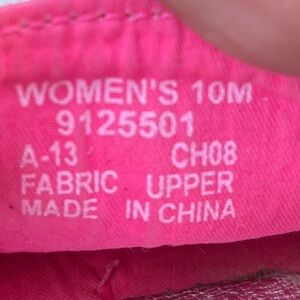 WOMEN'S 10M
9125501
A-13 CH08
FABRIC UPPER
MADE IN CHINA